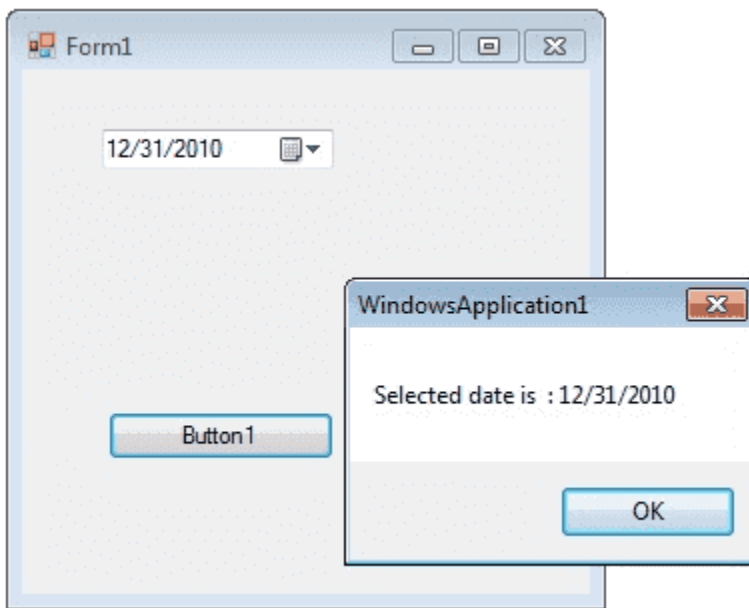 Form1
12/31/2010
WindowsApplication1
Selected date is : 12/31/2010
Button1
OK